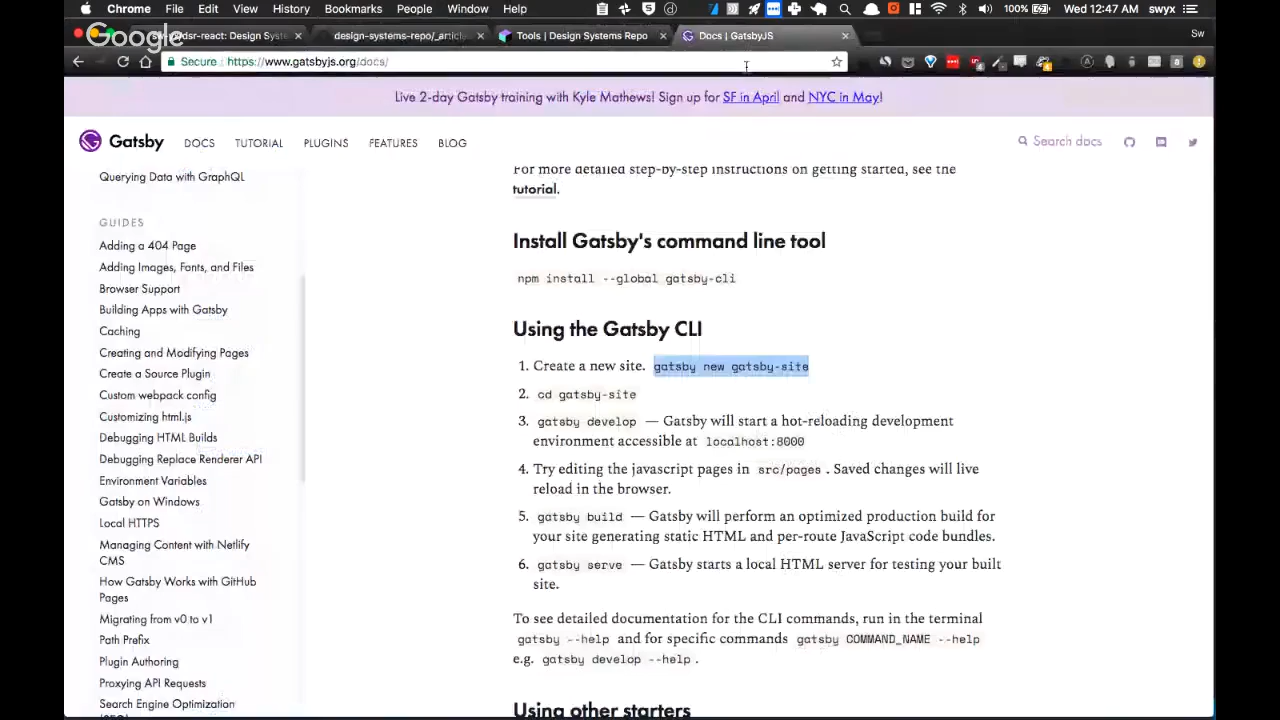 Chrome File Edit View History Bookmarks People Window Help 100% Wed 12:47 AM swyx
Google
dsr-react: Design Syste
design-systems-repo/_article
Tools | Design Systems Repo
Docs | GatsbyJS
Sw
Secure https://www.gatsbyjs.org/docs/
Live 2-day Gatsby training with Kyle Mathews! Sign up for SF in April and NYC in May!
Gatsby DOCS TUTORIAL PLUGINS FEATURES BLOG Search docs
Querying Data with GraphQL
GUIDES
Adding a 404 Page
Adding Images, Fonts, and Files
Browser Support
Building Apps with Gatsby
Caching
Creating and Modifying Pages
Create a Source Plugin
Custom webpack config
Customizing html.js
Debugging HTML Builds
Debugging Replace Renderer API
Environment Variables
Gatsby on Windows
Local HTTPS
Managing Content with Netlify
CMS
How Gatsby Works with GitHub
Pages
Migrating from v0 to v1
Path Prefix
Plugin Authoring
Proxying API Requests
Search Engine Optimization
For more detailed step-by-step instructions on getting started, see the
tutorial.
Install Gatsby's command line tool
npm install --global gatsby-cli
Using the Gatsby CLI
1. Create a new site. gatsby new gatsby-site
2. cd gatsby-site
3. gatsby develop — Gatsby will start a hot-reloading development
environment accessible at localhost:8000
4. Try editing the javascript pages in src/pages . Saved changes will live
reload in the browser.
5. gatsby build — Gatsby will perform an optimized production build for
your site generating static HTML and per-route JavaScript code bundles.
6. gatsby serve — Gatsby starts a local HTML server for testing your built
site.
To see detailed documentation for the CLI commands, run in the terminal
gatsby --help and for specific commands gatsby COMMAND_NAME --help
e.g. gatsby develop --help .
Using other starters